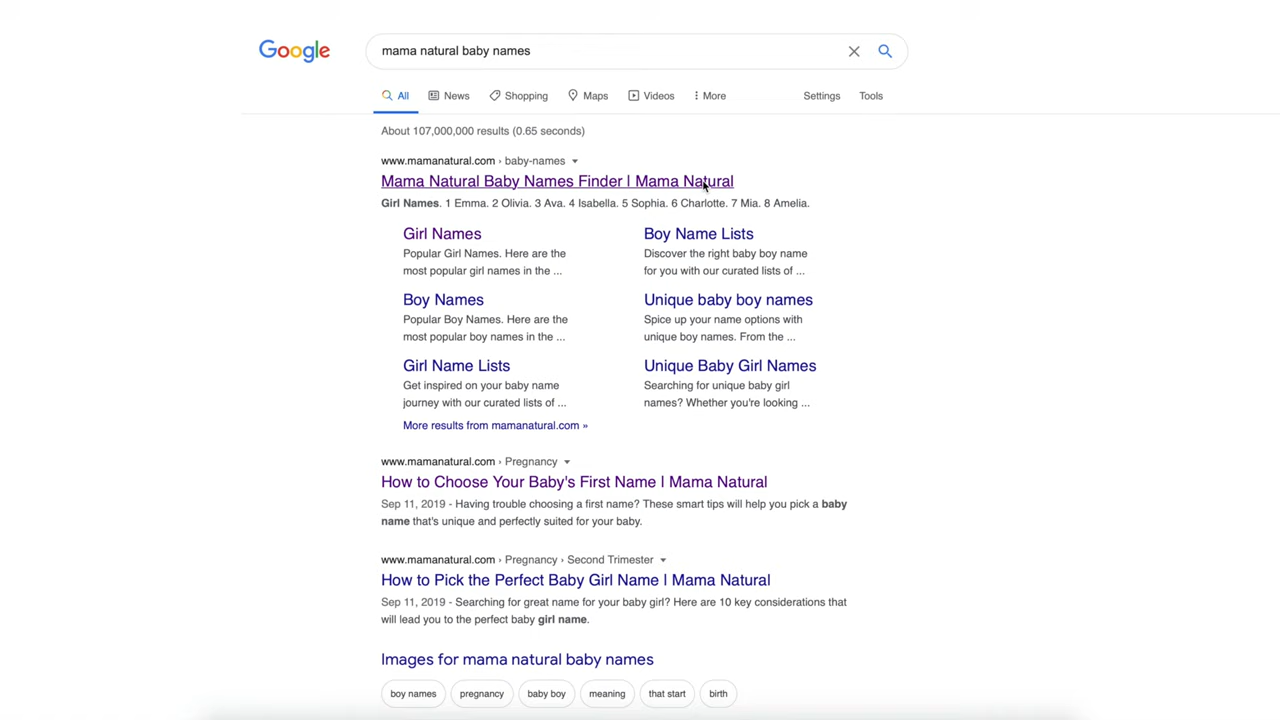 Google
mama natural baby names
All News Shopping Maps Videos More Settings Tools
About 107,000,000 results (0.65 seconds)
www.mamanatural.com › baby-names
Mama Natural Baby Names Finder | Mama Natural
Girl Names. 1 Emma. 2 Olivia. 3 Ava. 4 Isabella. 5 Sophia. 6 Charlotte. 7 Mia. 8 Amelia.
Girl Names
Popular Girl Names. Here are the
most popular girl names in the ...
Boy Name Lists
Discover the right baby boy name
for you with our curated lists of ...
Boy Names
Popular Boy Names. Here are the
most popular boy names in the ...
Unique baby boy names
Spice up your name options with
unique boy names. From the ...
Girl Name Lists
Get inspired on your baby name
journey with our curated lists of ...
Unique Baby Girl Names
Searching for unique baby girl
names? Whether you're looking ...
More results from mamanatural.com »
www.mamanatural.com › Pregnancy
How to Choose Your Baby's First Name | Mama Natural
Sep 11, 2019 - Having trouble choosing a first name? These smart tips will help you pick a baby
name that's unique and perfectly suited for your baby.
www.mamanatural.com › Pregnancy › Second Trimester
How to Pick the Perfect Baby Girl Name | Mama Natural
Sep 11, 2019 - Searching for great name for your baby girl? Here are 10 key considerations that
will lead you to the perfect baby girl name.
Images for mama natural baby names
boy names pregnancy baby boy meaning that start birth